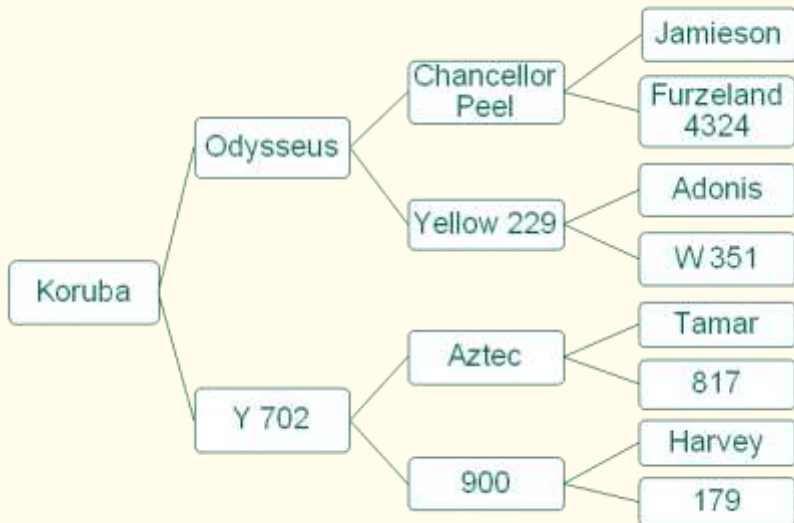 Jamieson
Chancellor
Peel
Furzeland
4324
Odysseus
Adonis
Yellow 229
W 351
Koruba
Tamar
Aztec
817
Y 702
Harvey
900
179